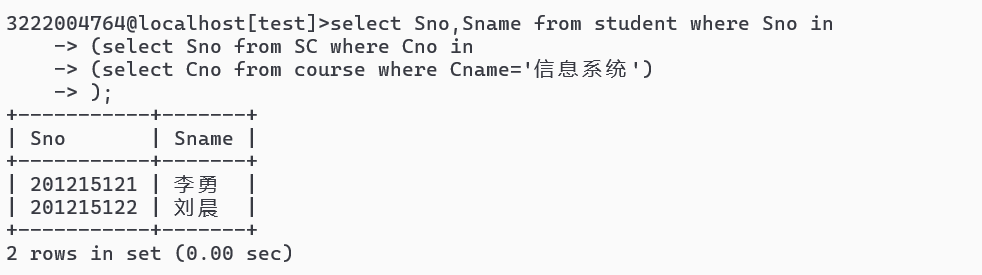 3222004764@localhost[test]>select Sno,Sname from student where Sno in
    -> (select Sno from SC where Cno in
    -> (select Cno from course where Cname='信息系统')
    -> );
+-----------+-------+
| Sno       | Sname |
+-----------+-------+
| 201215121 | 李勇  |
| 201215122 | 刘晨  |
+-----------+-------+
2 rows in set (0.00 sec)